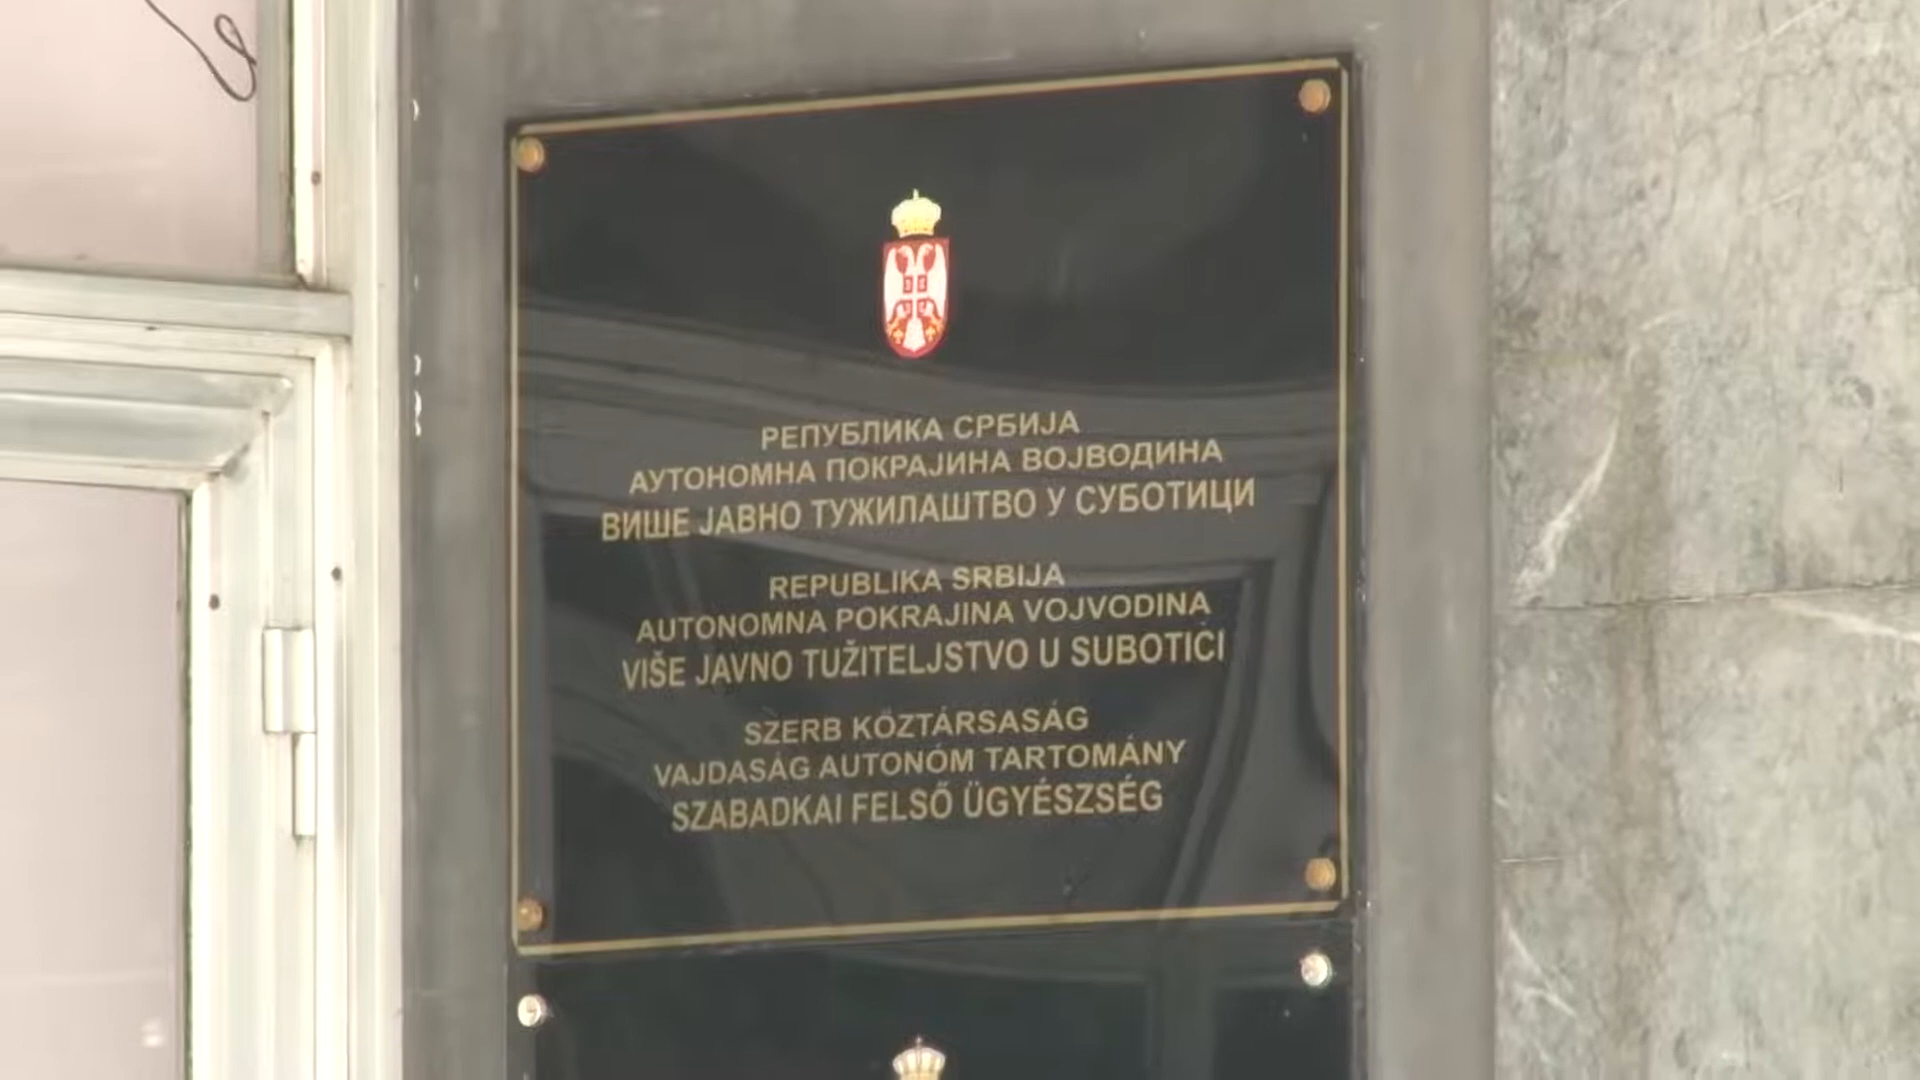 РЕПУБЛИКА СРБИЈА
АУТОНОМНА ПОКРАЈИНА ВОЈВОДИНА
ВИШЕ ЈАВНО ТУЖИЛАШТВО У СУБОТИЦИ
REPUBLIKA SRBIJA
AUTONOMNA POKRAJINA VOJVODINA
VIŠE JAVNO TUŽITELJSTVO U SUBOTICI
SZERB KÖZTÁRSASÁG
VAJDASÁG AUTONÓM TARTOMÁNY
SZABADKAI FELSŐ ÜGYÉSZSÉG